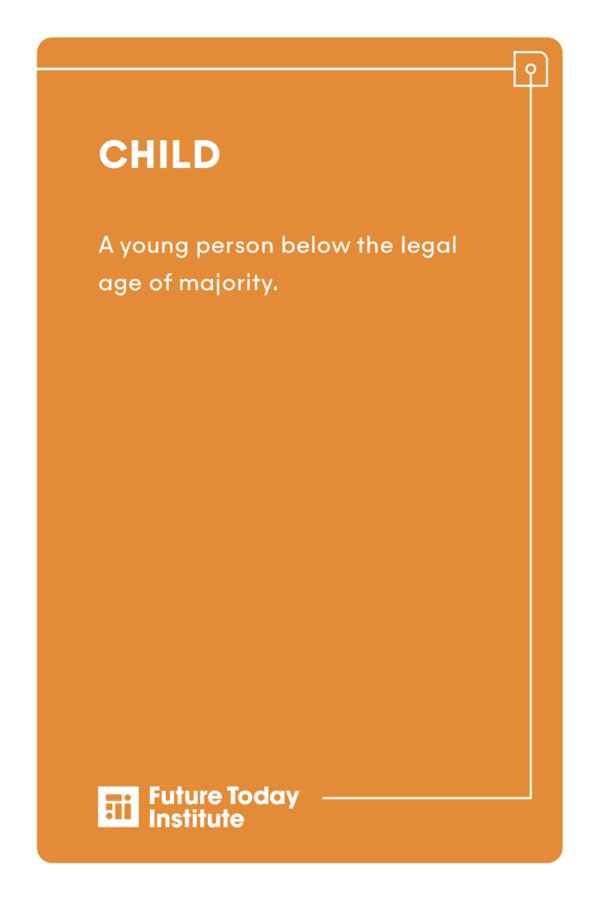 CHILD
A young person below the legal
age of majority.
Future Today
Institute